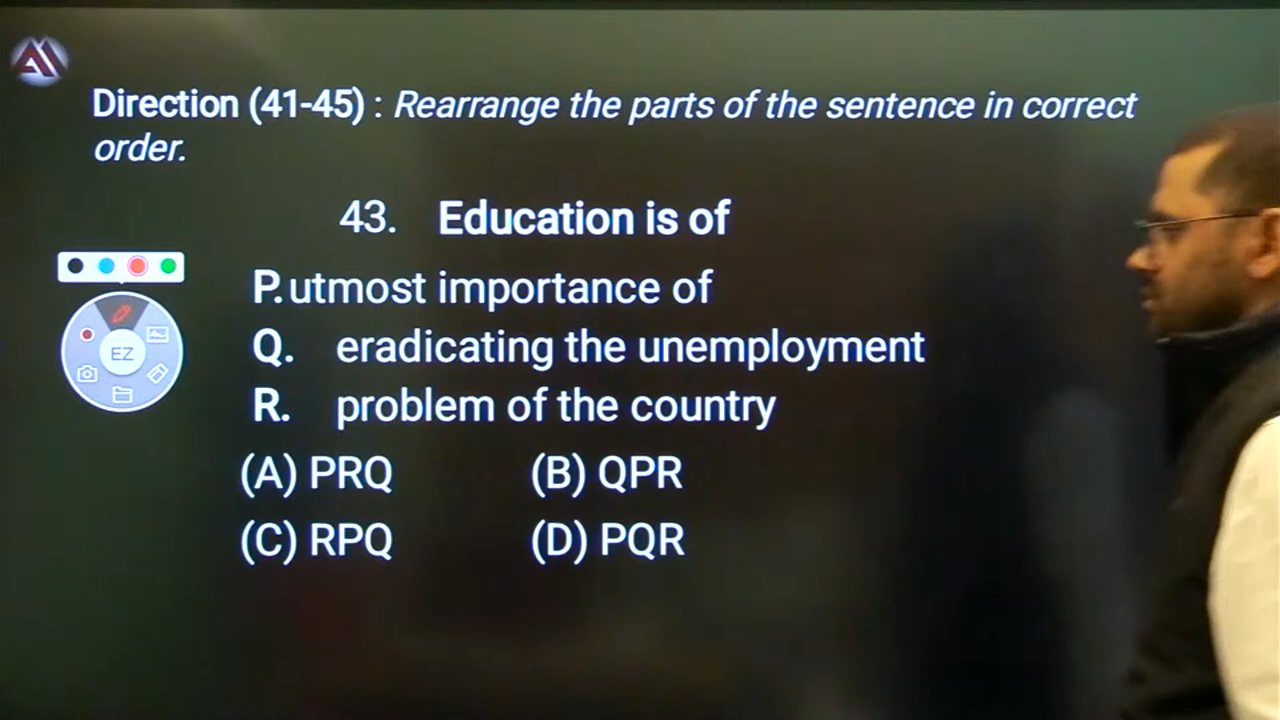 Direction (41-45) : Rearrange the parts of the sentence in correct
order.
43. Education is of
P. utmost importance of
Q. eradicating the unemployment
R. problem of the country
EZ
(A) PRQ (B) QPR
(C) RPQ (D) PQR